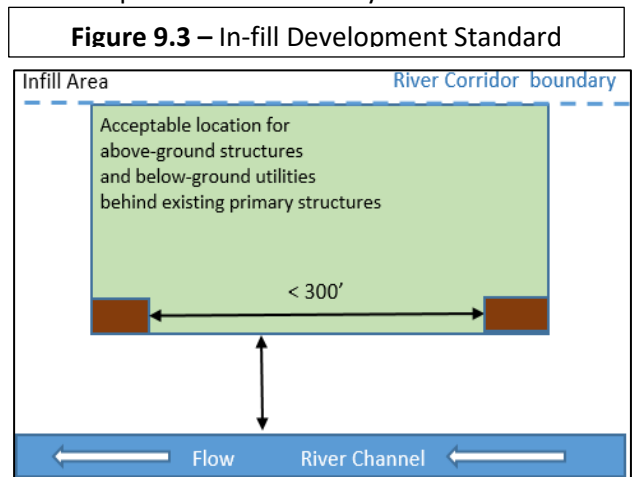 Figure 9.3 – In-fill Development Standard
Infill Area River Corridor boundary
Acceptable location for
above-ground structures
and below-ground utilities
behind existing primary structures
< 300’
Flow River Channel